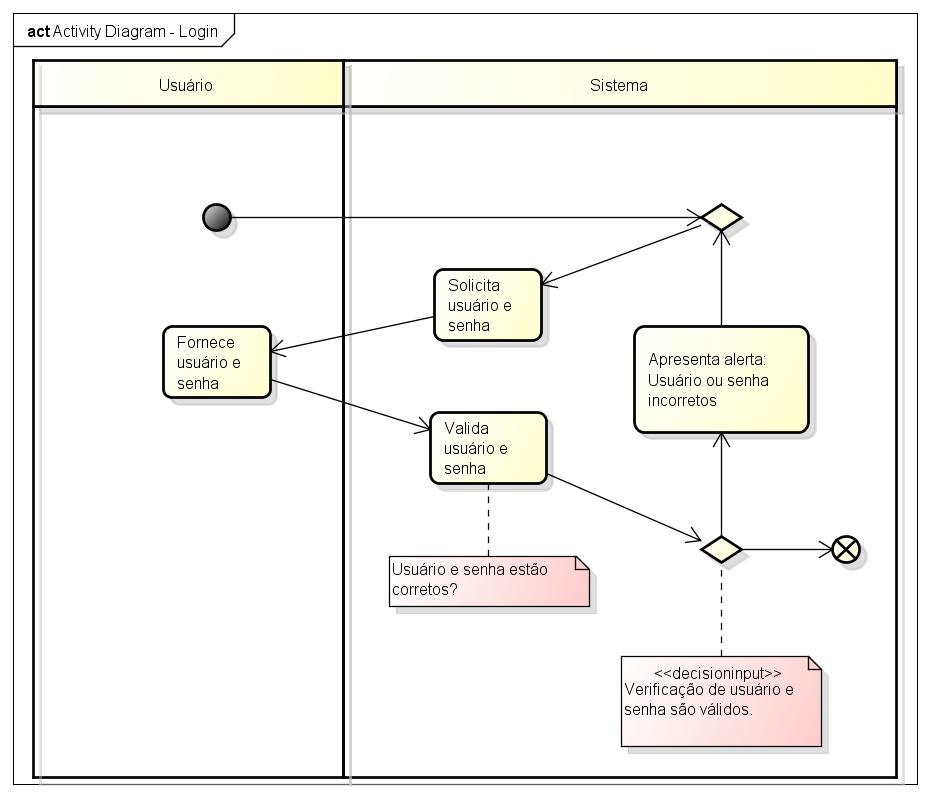 act Activity Diagram - Login
Usuário
Sistema
Solicita
usuário e
senha
Fornece
usuário e
senha
Apresenta alerta:
Usuário ou senha
incorretos
Valida
usuário e
senha
Usuário e senha estão
corretos?
<<decisioninput>>
Verificação de usuário e
senha são válidos.